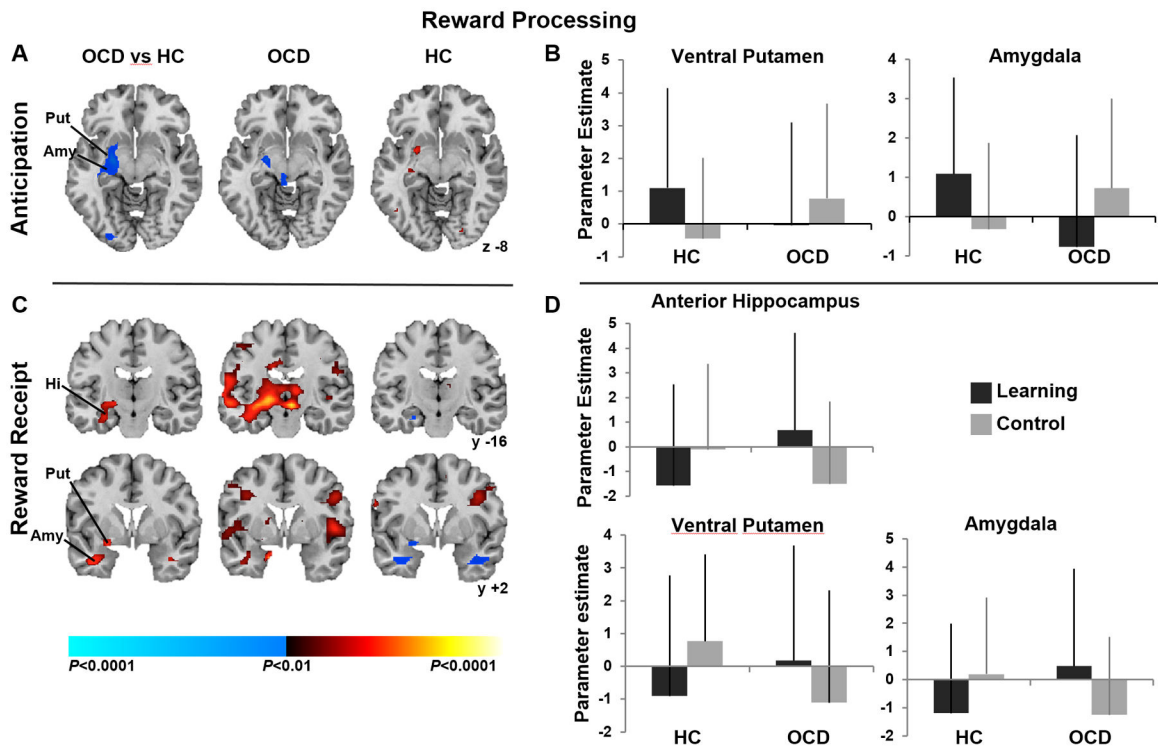 Reward Processing
A
OCD vs HC
OCD
HC
Anticipation
Put
Amy
z -8
B
Ventral Putamen
Amygdala
Parameter Estimate
5
4
3
2
1
0
-1
HC
OCD
4
3
2
1
0
-1
HC
OCD
C
Reward Receipt
Hi
y -16
Put
Amy
y +2
P<0.0001
P<0.01
P<0.0001
D
Anterior Hippocampus
Parameter Estimate
5
4
3
2
1
0
-1
-2
Learning
Control
Ventral Putamen
Parameter estimate
4
3
2
1
0
-1
-2
HC
OCD
Amygdala
5
4
3
2
1
0
-1
-2
HC
OCD